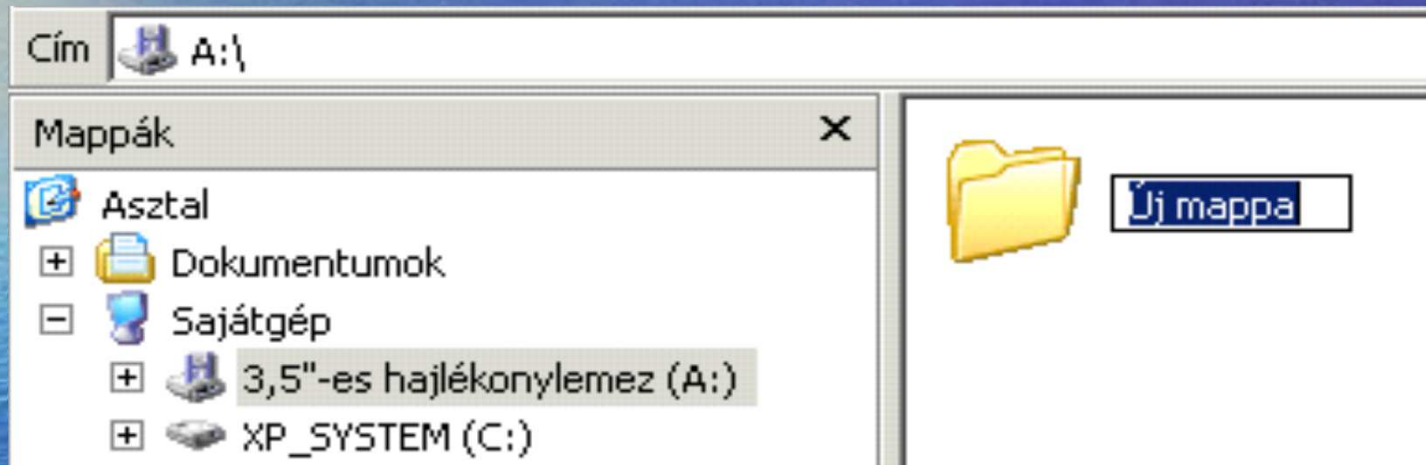 Cím A:\
Mappák
Asztal
Dokumentumok
Sajátgép
3,5"-es hajlékonylemez (A:)
XP_SYSTEM (C:)
Új mappa